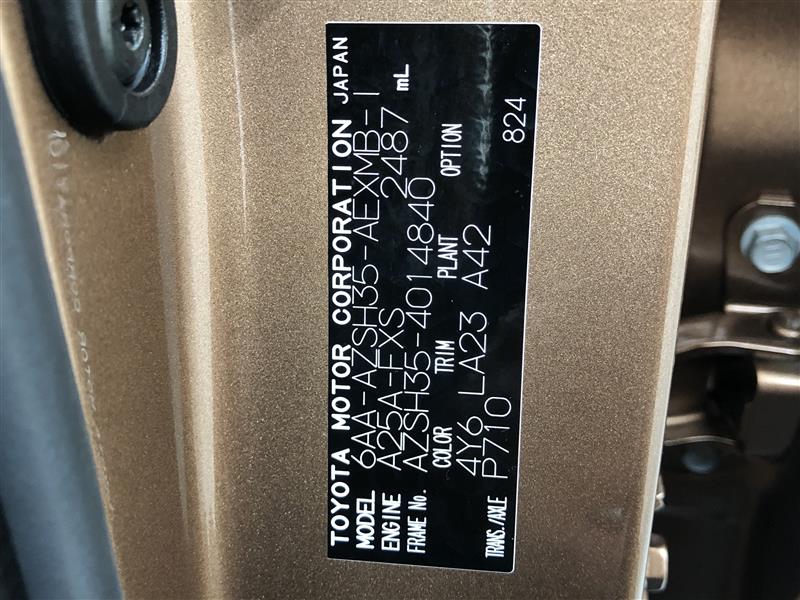 TOYOTA MOTOR CORPORATION JAPAN
MODEL 6AA-AZSH35-AEXMB-I
ENGINE A25A-FXS 2487 mL
FRAME No. AZSH35-4014840
COLOR TRIM PLANT OPTION
4Y6 LA23 A42
TRANS./AXLE P710 824